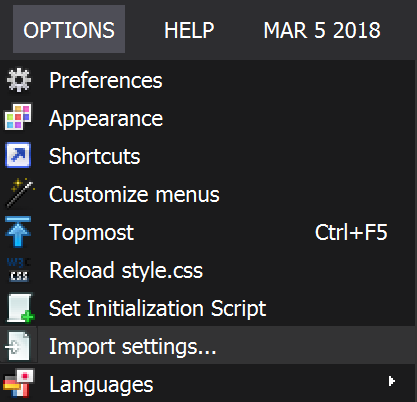 OPTIONS HELP MAR 5 2018
Preferences
Appearance
Shortcuts
Customize menus
Topmost Ctrl+F5
W3C CSS Reload style.css
Set Initialization Script
Import settings...
Languages